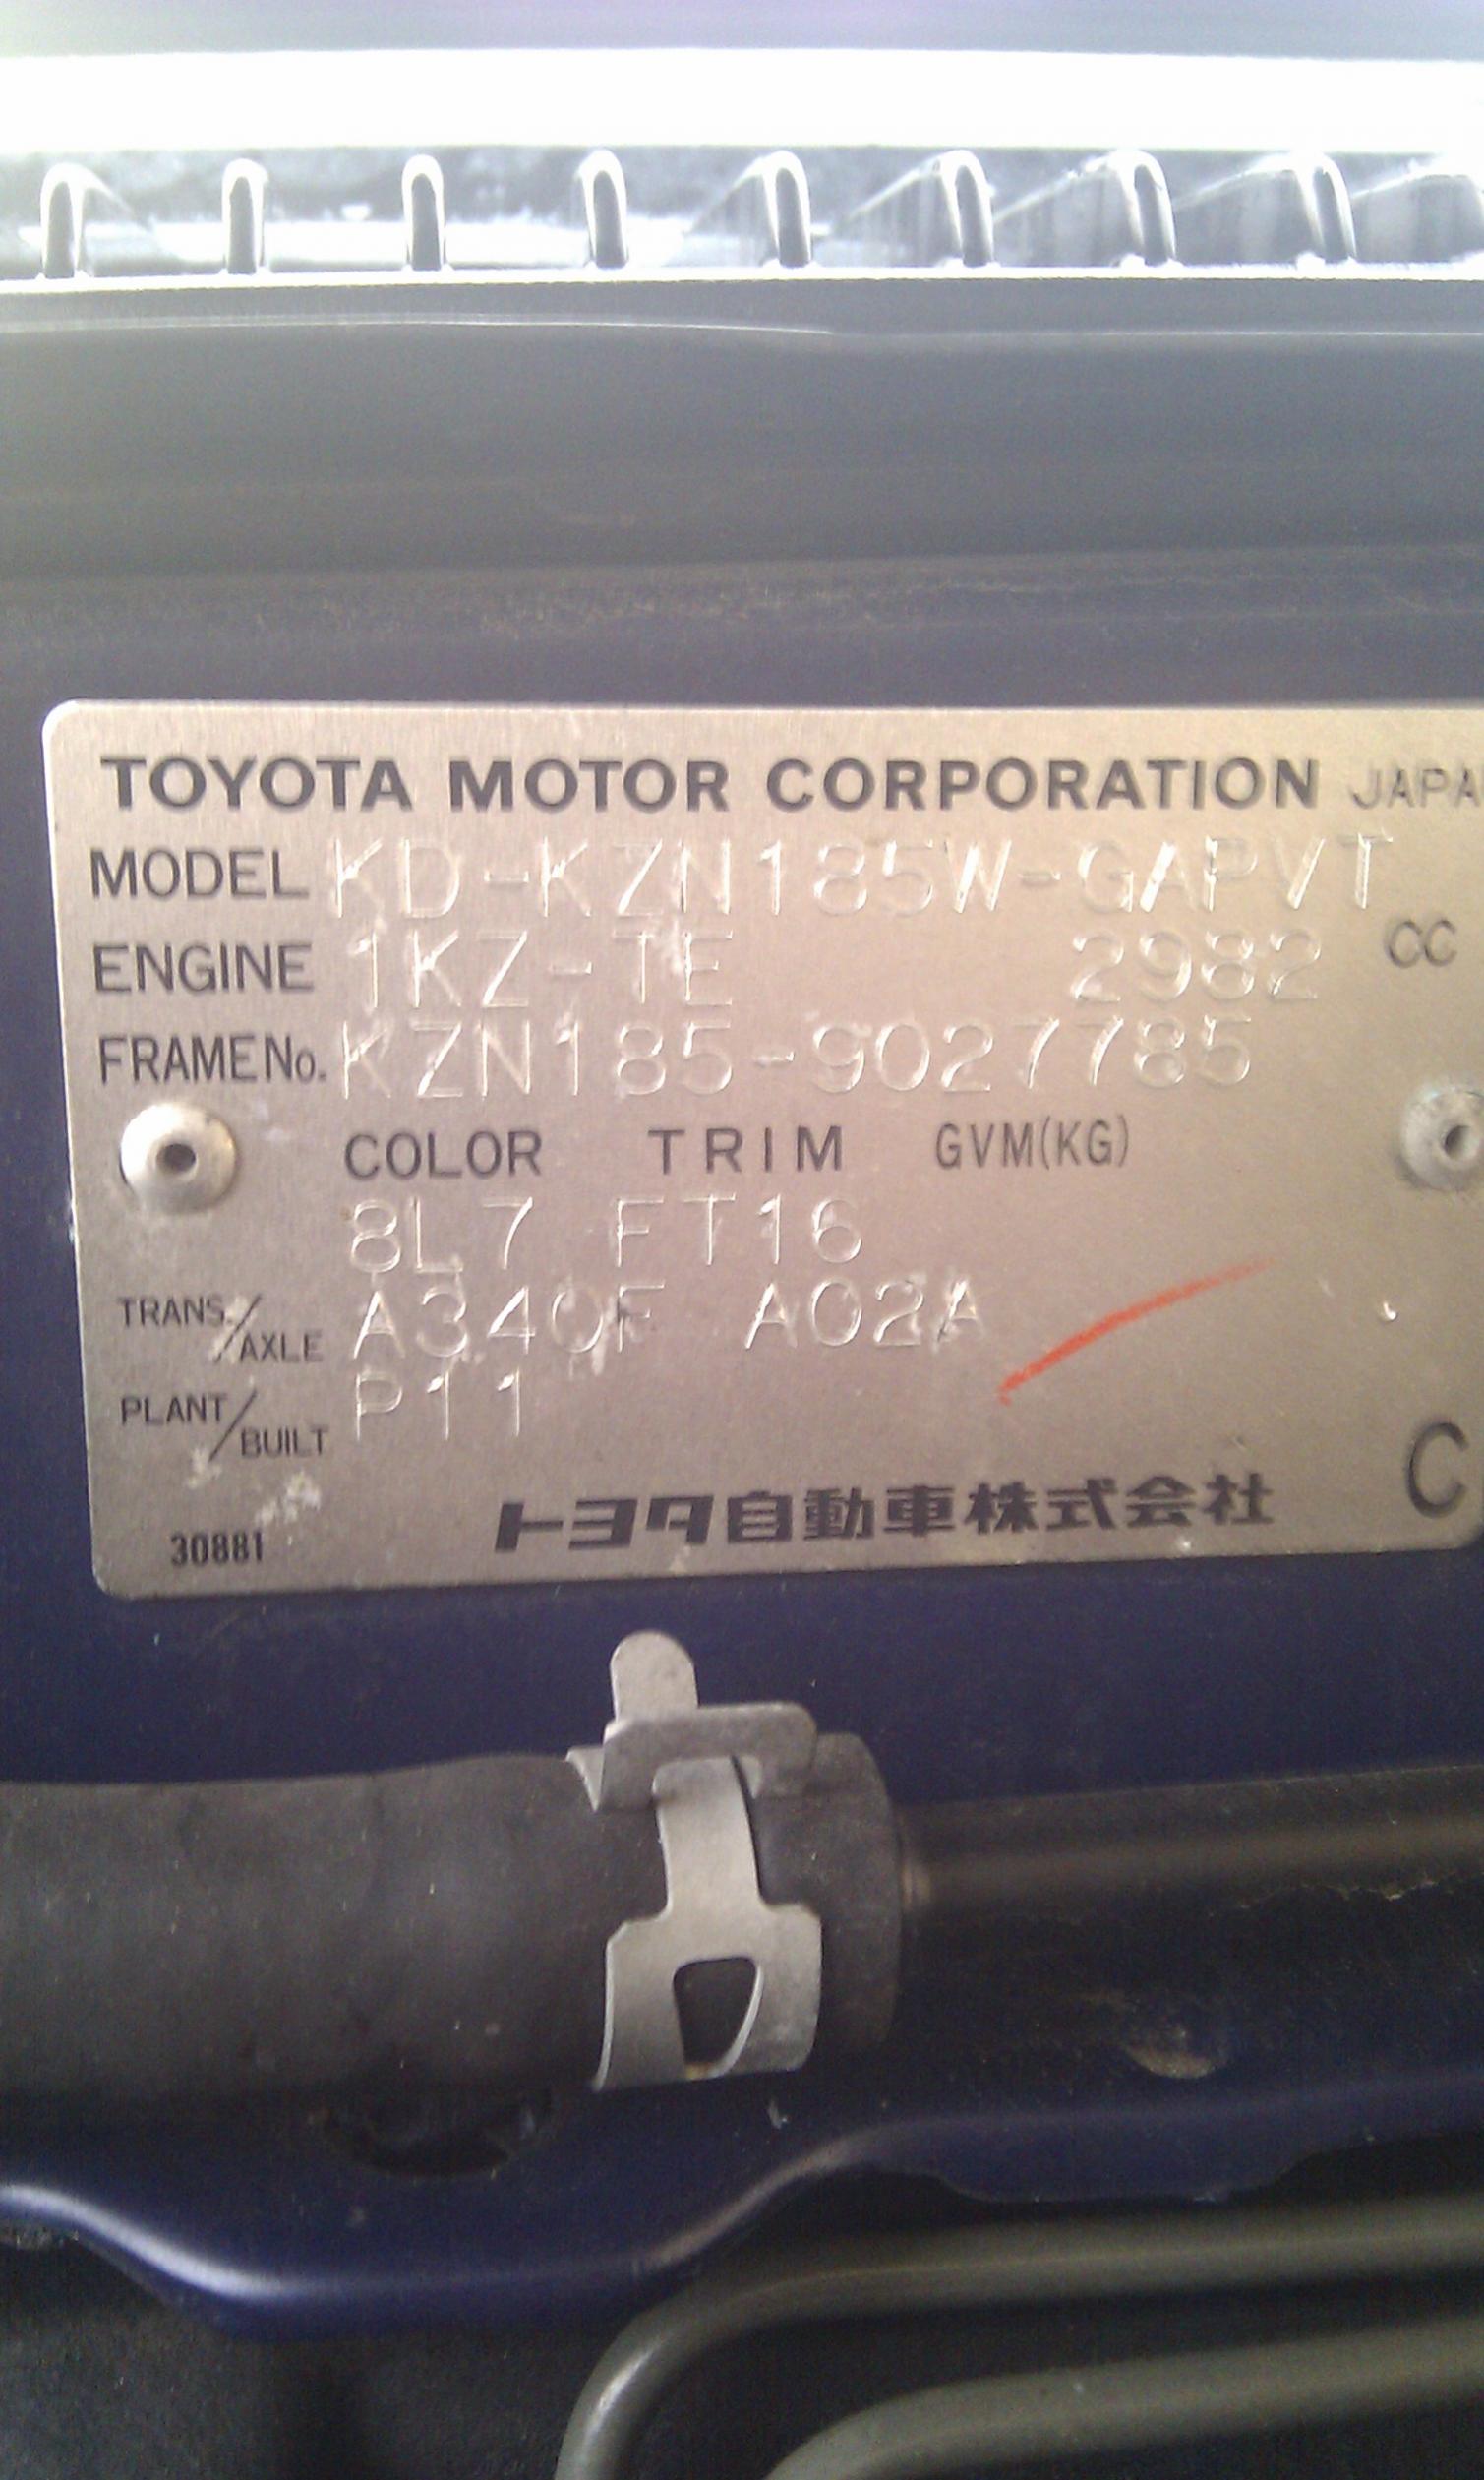 TOYOTA MOTOR CORPORATION JAPA
MODEL KD-KZN185W-GAPVT
ENGINE 1KZ-TE 2982 CC
FRAME No. KZN185-9027785
COLOR TRIM GVM(KG)
8L7 FT16
TRANS./AXLE A340F A02A
PLANT/BUILT P11
C
30881 トヨタ自動車株式会社